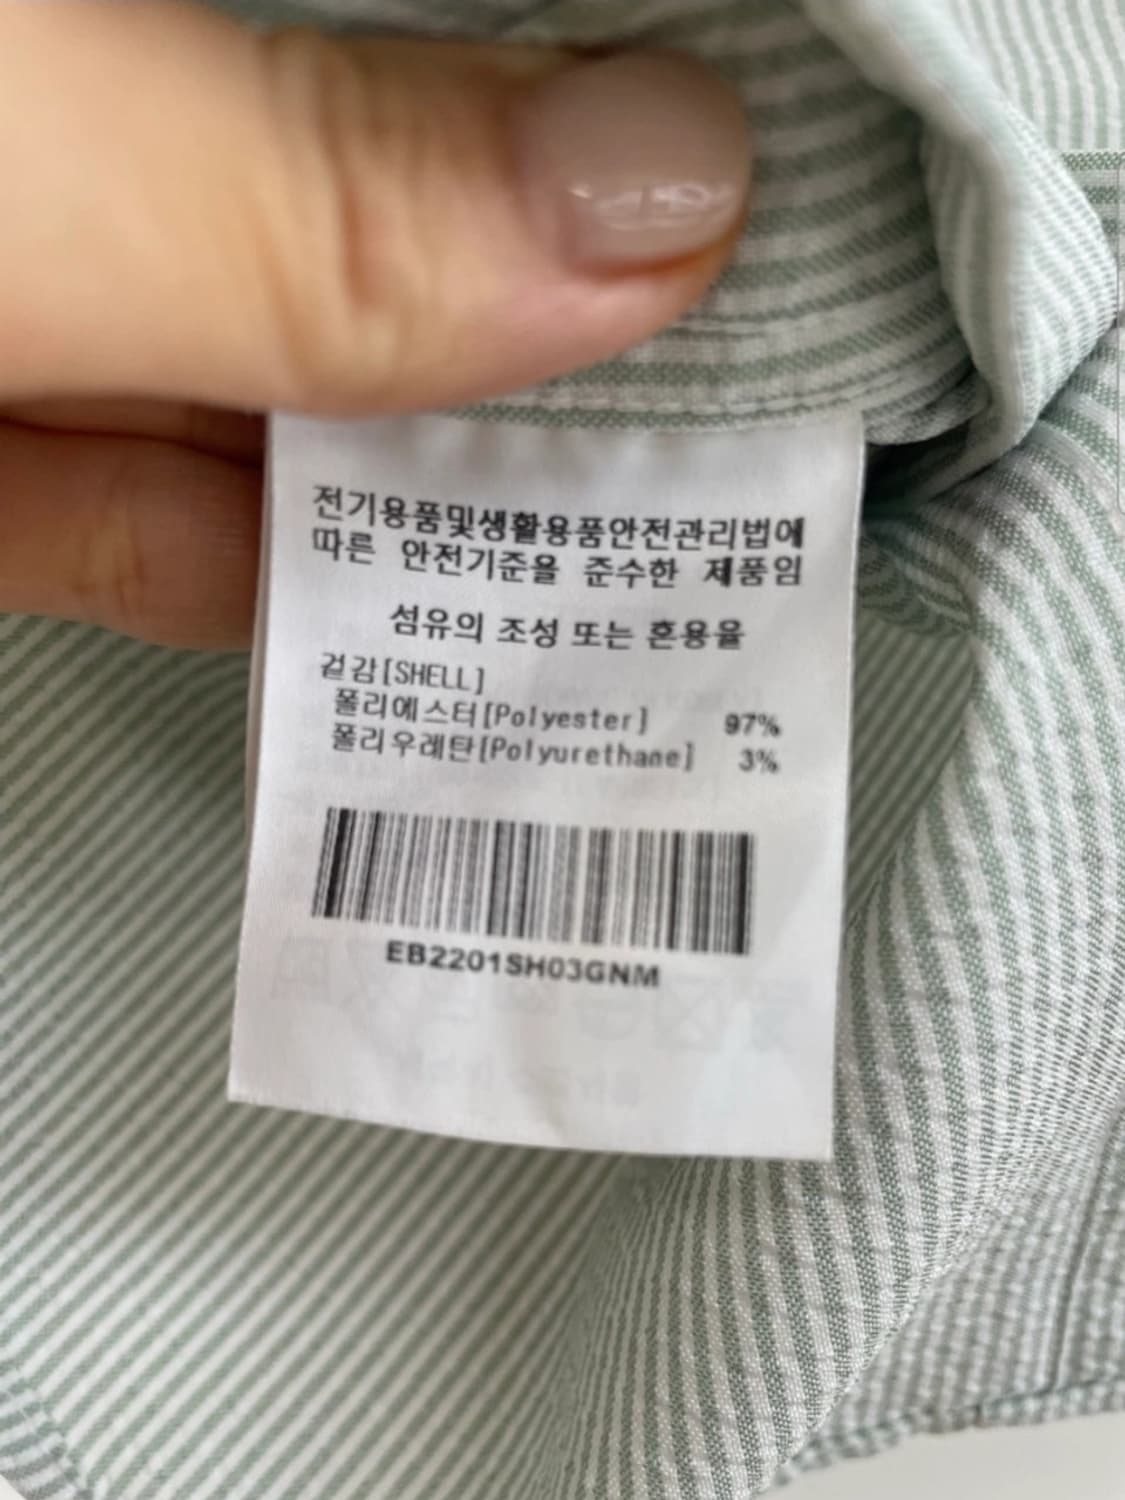 전기용품및생활용품안전관리법에
따른 안전기준을 준수한 제품임
섬유의 조성 또는 혼용율
겉감[SHELL]
폴리에스터[Polyester] 97%
폴리우레탄[Polyurethane] 3%
EB2201SH03GNM